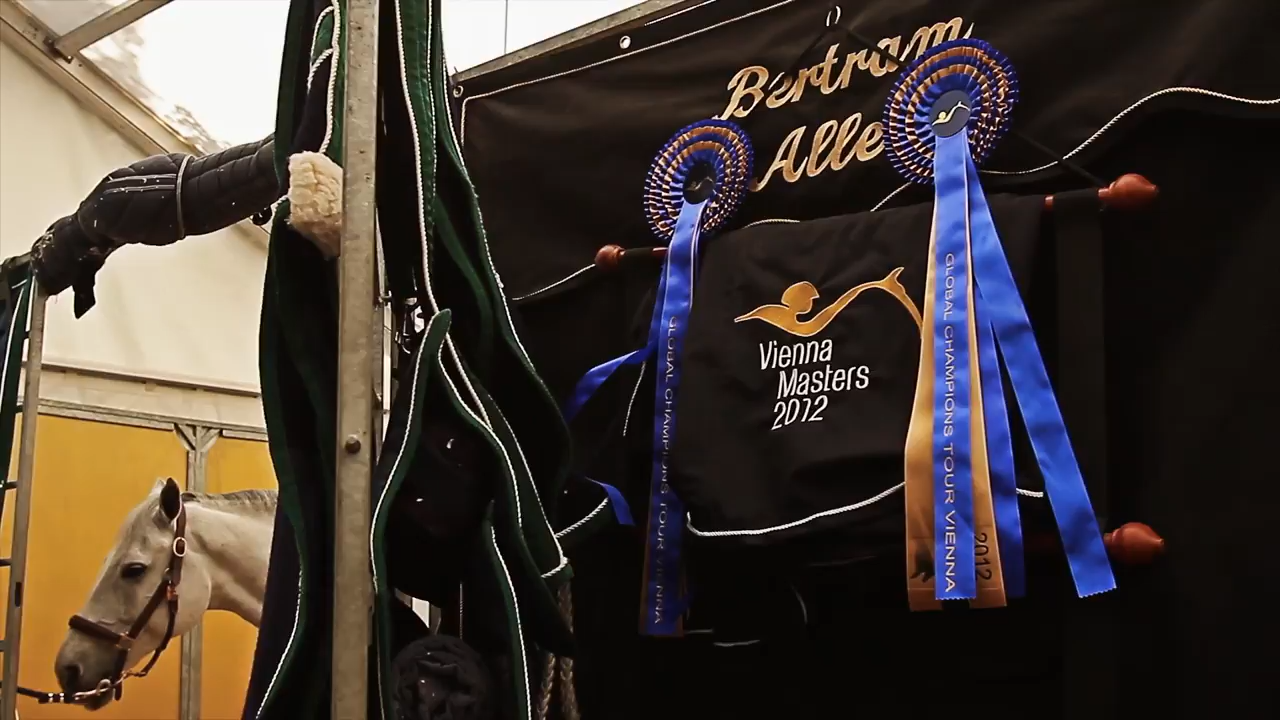 Bertram
Alle
Vienna
Masters
2012
GLOBAL CHAMPIONS TOUR VIENNA
GLOBAL CHAMPIONS TOUR VIENNA
2012